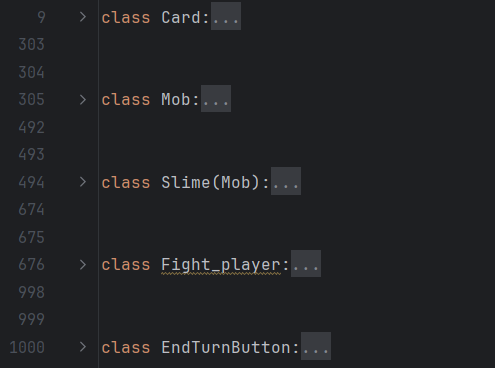 9 class Card:...
303
304
305 class Mob:...
492
493
494 class Slime(Mob):...
674
675
676 class Fight_player:...
998
999
1000 class EndTurnButton:...